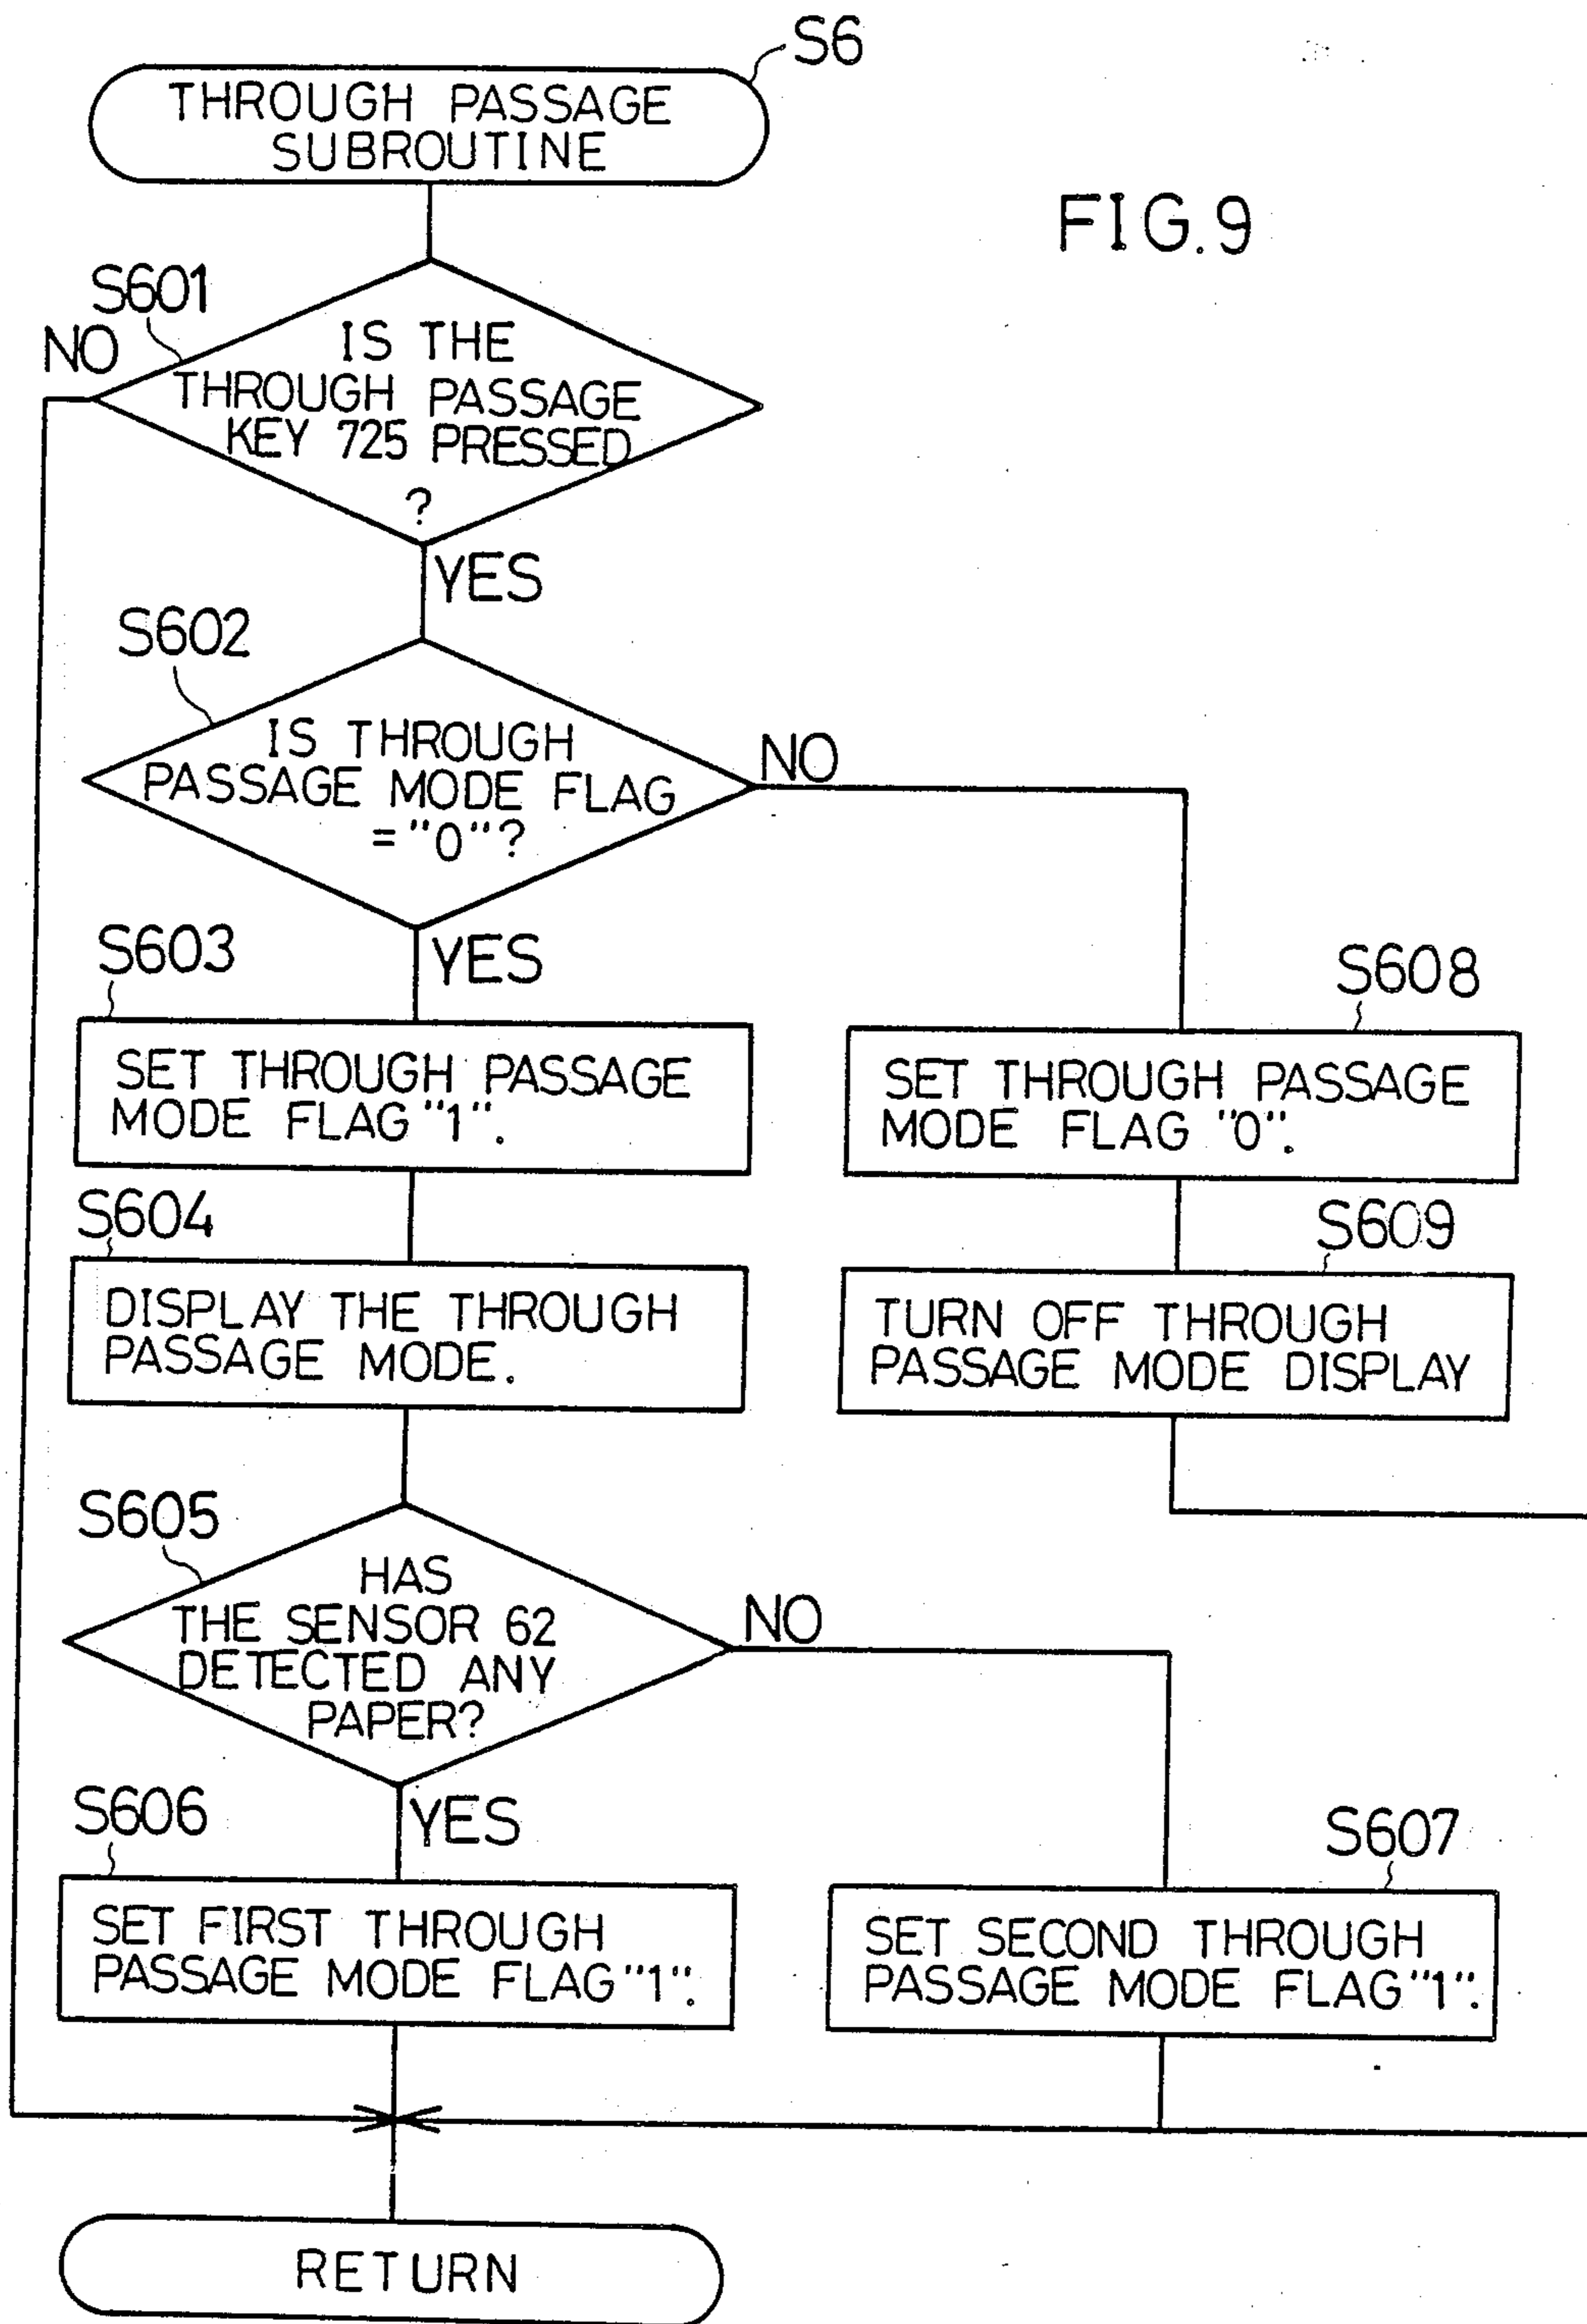 S6
THROUGH PASSAGE
SUBROUTINE
FIG.9
S601
NO
IS THE
THROUGH PASSAGE
KEY 725 PRESSED
?
YES
S602
IS THROUGH
PASSAGE MODE FLAG
="0"?
NO
YES
S603
SET THROUGH PASSAGE
MODE FLAG "1".
S608
SET THROUGH PASSAGE
MODE FLAG "0".
S604
DISPLAY THE THROUGH
PASSAGE MODE.
S609
TURN OFF THROUGH
PASSAGE MODE DISPLAY
S605
HAS
THE SENSOR 62
DETECTED ANY
PAPER?
NO
YES
S606
SET FIRST THROUGH
PASSAGE MODE FLAG "1".
S607
SET SECOND THROUGH
PASSAGE MODE FLAG "1".
RETURN